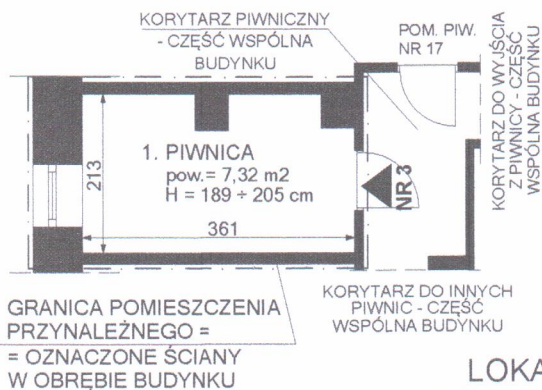 KORYTARZ PIWNICZNY
- CZĘŚĆ WSPÓLNA
BUDYNKU
POM. PIW.
NR 17
KORYTARZ DO WYJŚCIA
Z PIWNICY - CZĘŚĆ
WSPÓLNA BUDYNKU
1. PIWNICA
pow.= 7,32 m2
H = 189 ÷ 205 cm
213
361
NR 3
KORYTARZ DO INNYCH
PIWNIC - CZĘŚĆ
WSPÓLNA BUDYNKU
GRANICA POMIESZCZENIA
PRZYNALEŻNEGO =
= OZNACZONE ŚCIANY
W OBRĘBIE BUDYNKU
LOKA